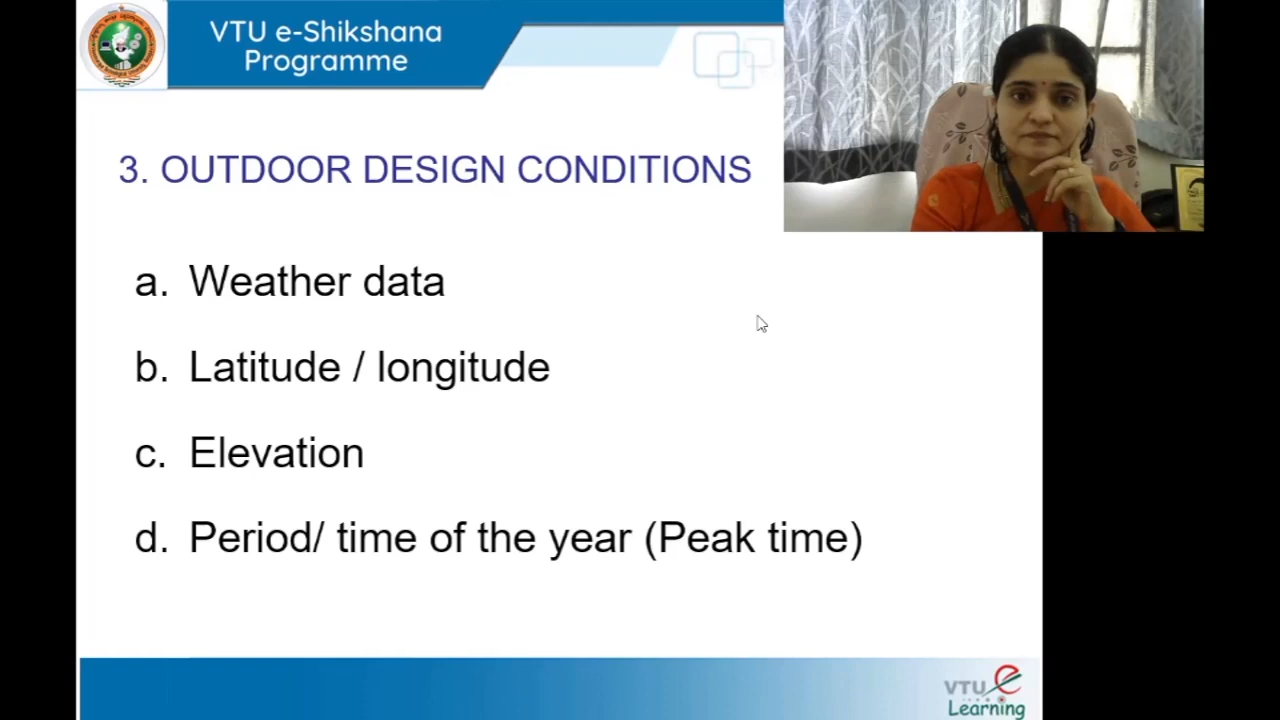 VTU e-Shikshana
Programme
3. OUTDOOR DESIGN CONDITIONS
a. Weather data
b. Latitude / longitude
c. Elevation
d. Period/ time of the year (Peak time)
VTU e
Learning